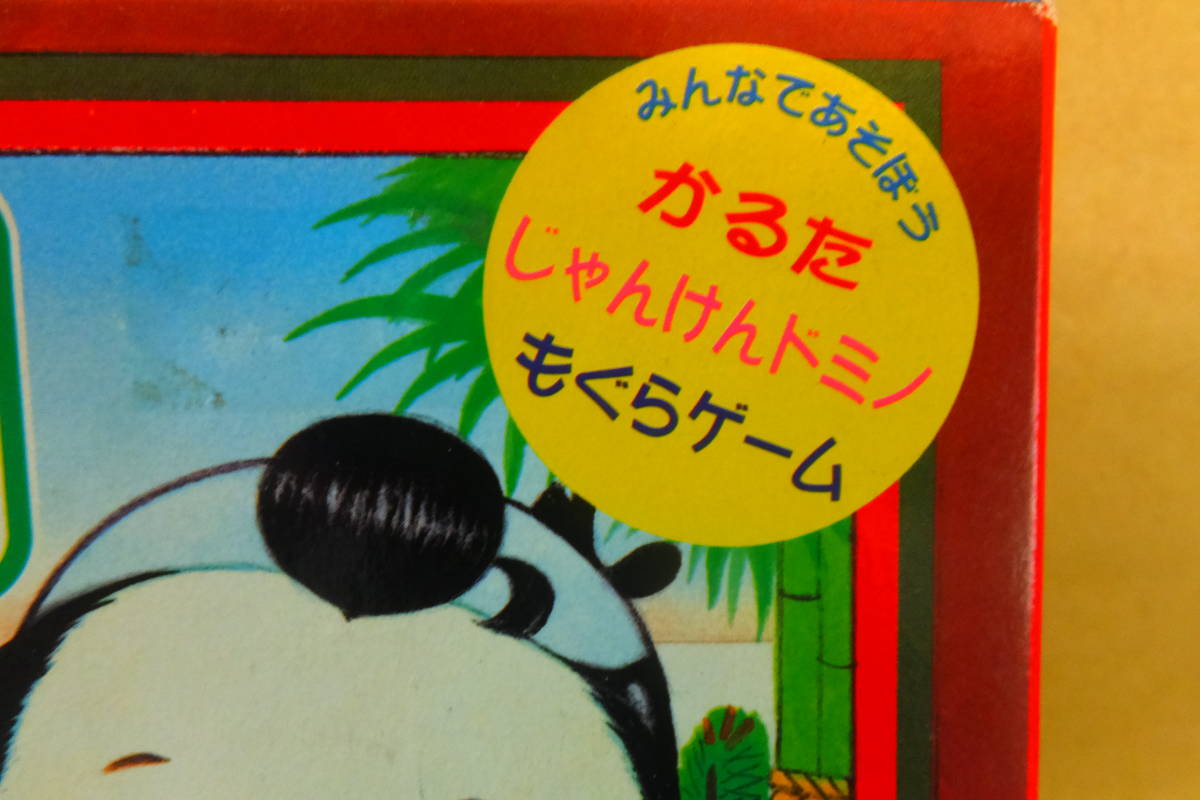 みんなであそぼう
かるた
じゃんけんドミノ
もぐらゲーム